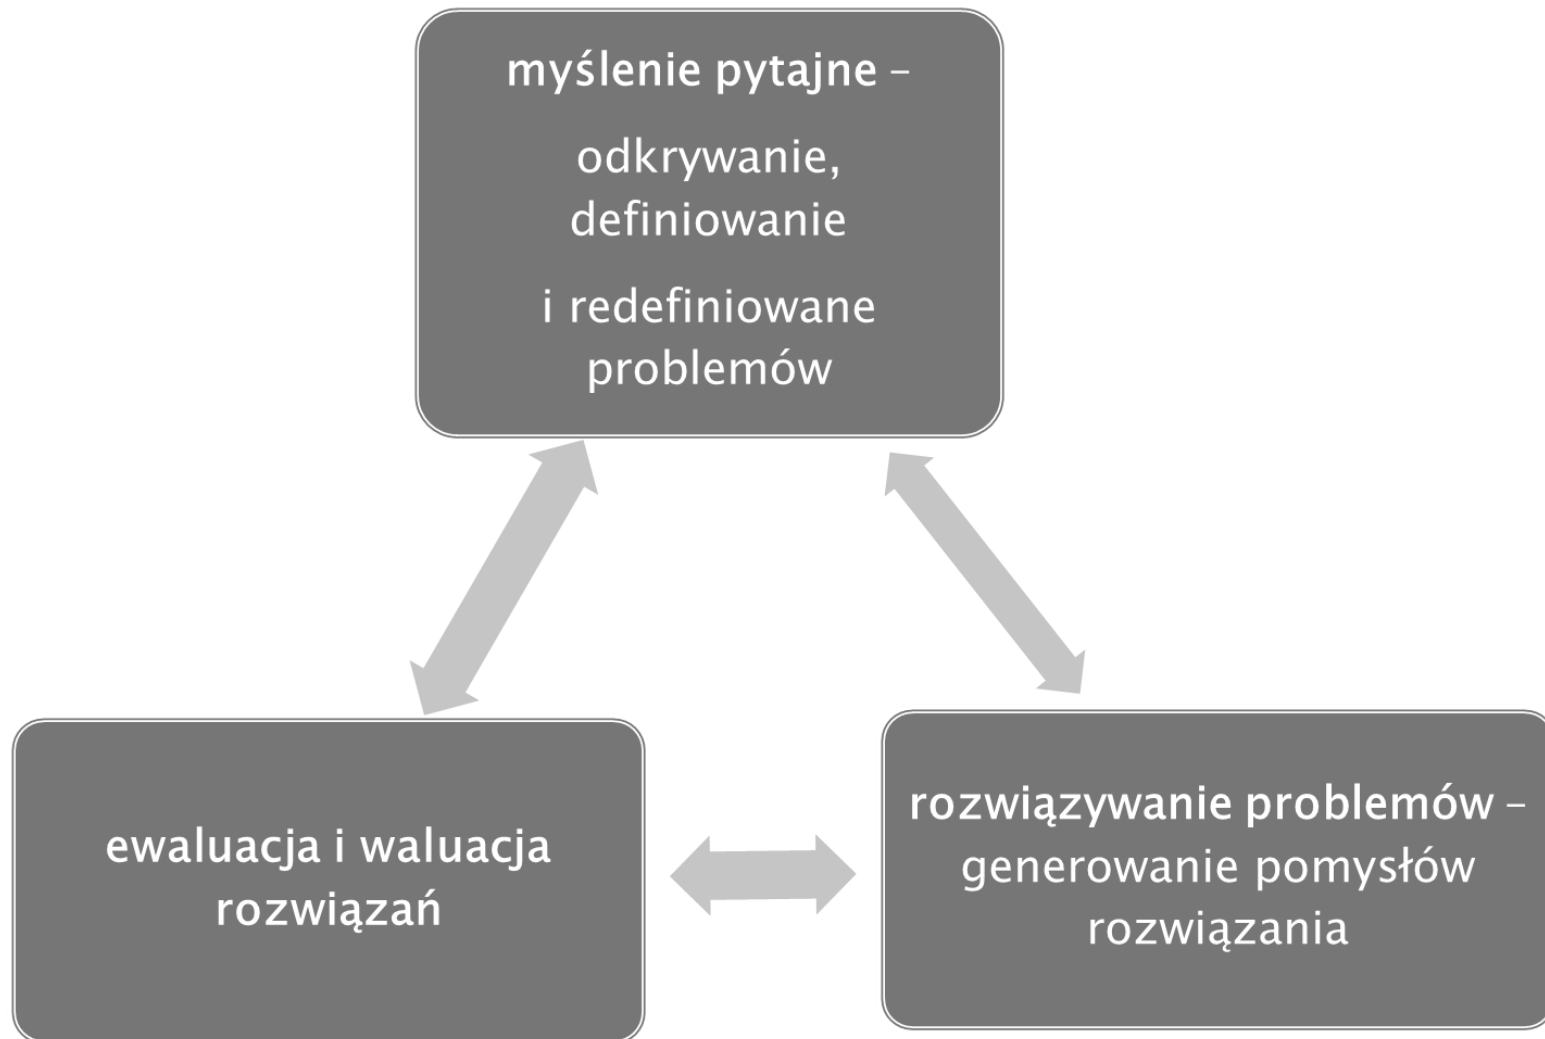 myślenie pytajne –
odkrywanie,
definiowanie
i redefiniowane
problemów
ewaluacja i waluacja
rozwiązań
rozwiązywanie problemów –
generowanie pomysłów
rozwiązania